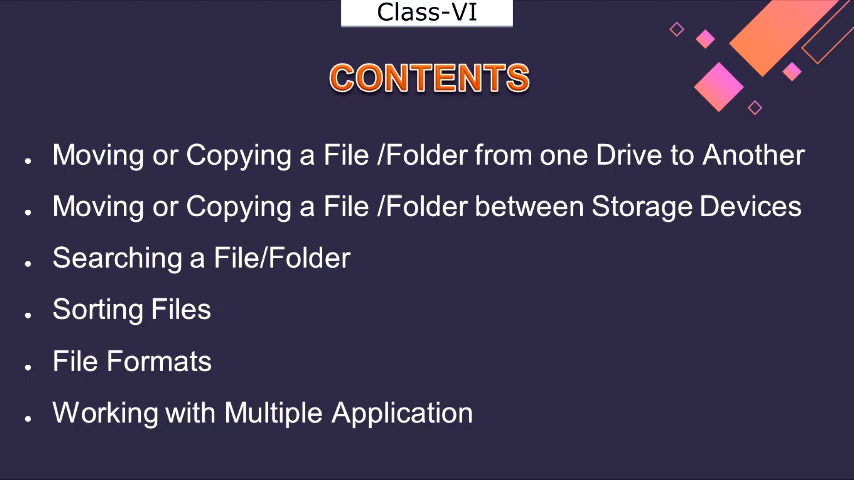 Class-VI
CONTENTS
• Moving or Copying a File /Folder from one Drive to Another
• Moving or Copying a File /Folder between Storage Devices
• Searching a File/Folder
• Sorting Files
• File Formats
• Working with Multiple Application